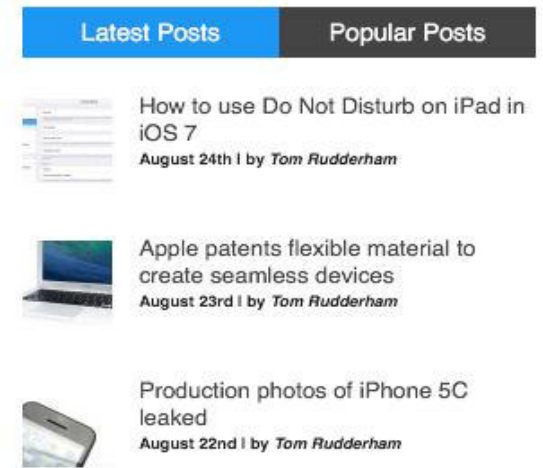 Latest Posts Popular Posts
How to use Do Not Disturb on iPad in
iOS 7
August 24th | by Tom Rudderham
Apple patents flexible material to
create seamless devices
August 23rd | by Tom Rudderham
Production photos of iPhone 5C
leaked
August 22nd | by Tom Rudderham